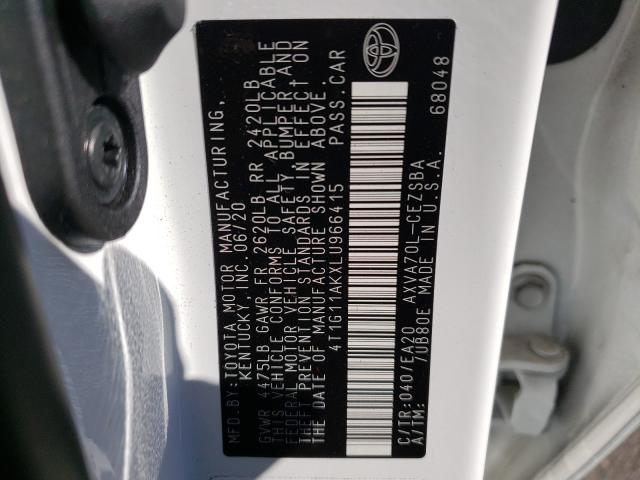 MFD.BY:TOYOTA MOTOR MANUFACTURING,
KENTUCKY, INC. 06/20
GVWR 4475LB GAWR FR 2620LB RR 2420LB
THIS VEHICLE CONFORMS TO ALL APPLICABLE
FEDERAL MOTOR VEHICLE SAFETY, BUMPER AND
THEFT PREVENTION STANDARDS IN EFFECT ON
THE DATE OF MANUFACTURE SHOWN ABOVE.
4T1G11AKXLU966415 PASS.CAR
C/TR:040/EA20 AXVA70L-CEZSBA
A/TM: /UB80E MADE IN U.S.A. 68048